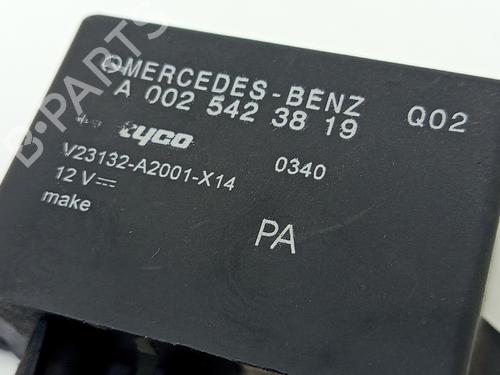 MERCEDES-BENZ
A 002 542 38 19 Q02
tyco
V23132-A2001-X14 0340
12 V
make
PA
B-PARTS